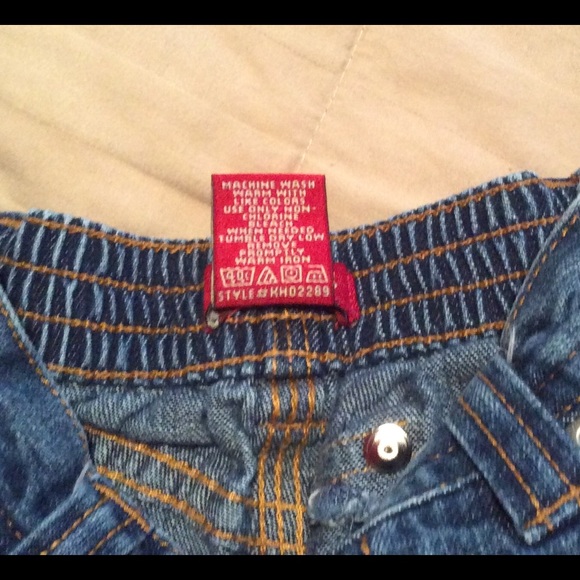 MACHINE WASH
WARM WITH
LIKE COLORS
USE ONLY NON-
CHLORINE
BLEACH
WHEN NEEDED
TUMBLE DRY LOW
REMOVE
PROMPTLY
WARM IRON
STYLE#KH02289